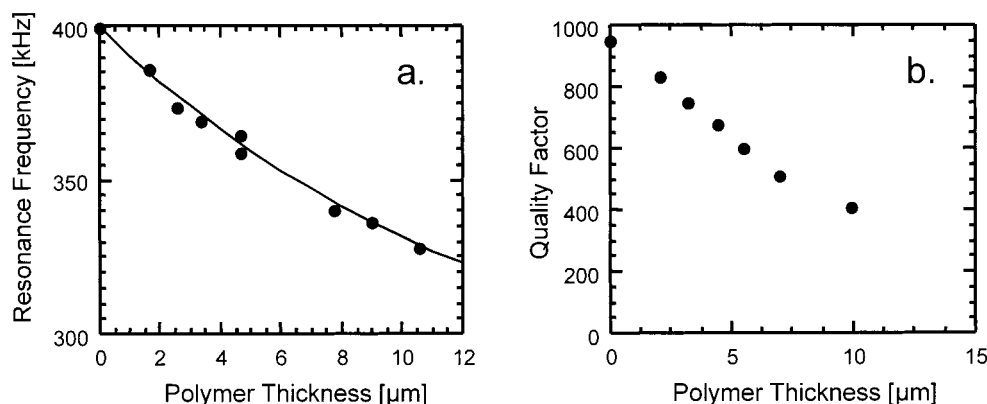 a.
Resonance Frequency [kHz]
400
350
300
0 2 4 6 8 10 12
Polymer Thickness [µm]
b.
Quality Factor
1000
800
600
400
200
0
0 5 10 15
Polymer Thickness [µm]